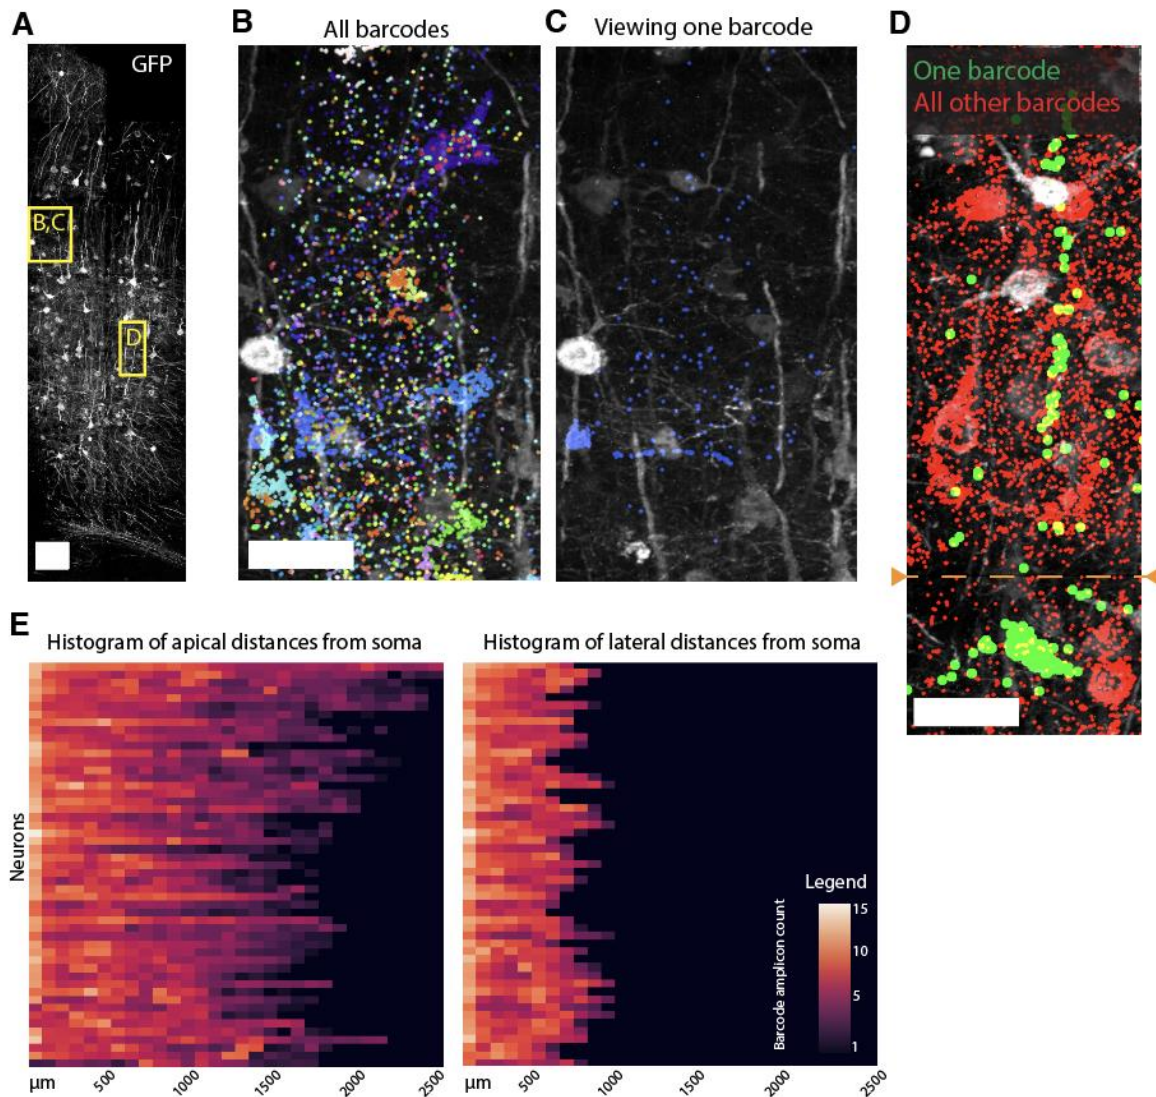 A
GFP
B,C
D
B
All barcodes
C
Viewing one barcode
D
One barcode
All other barcodes
E
Histogram of apical distances from soma
Histogram of lateral distances from soma
Neurons
Legend
Barcode amplicon count
15
10
5
1
µm 500 1000 1500 2000 2500
µm 500 1000 1500 2000 2500